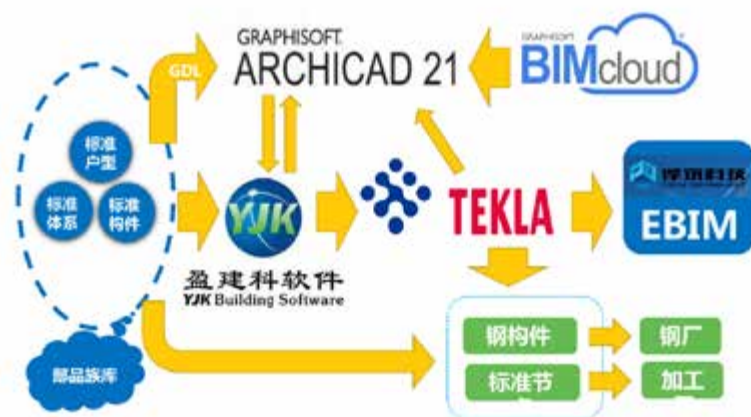 GRAPHISOFT.
ARCHICAD 21
GRAPHISOFT
BIMcloud
GDL
标准
户型
标准
体系
标准
构件
YJK
盈建科软件
YJK Building Software
TEKLA
EBIM
部品族库
钢构件
钢厂
标准节
加工